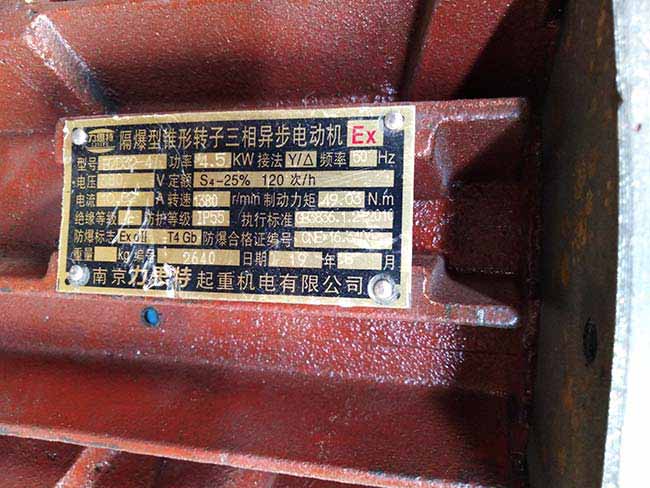 隔爆型锥形转子三相异步电动机 Ex
型号 功率 4.5 KW 接法 Y/△ 频率 50 Hz
电压 V 定额 S4-25% 120 次/h
电流 A 转速 1380 r/mm 制动力矩 49.03 N.m
绝缘等级 防护等级 IP55 执行标准
防爆标志 Ex T4 Gb 防爆合格证编号
重量 kg 编号 2640 日期 19 年 月
南京 特起重机电有限公司